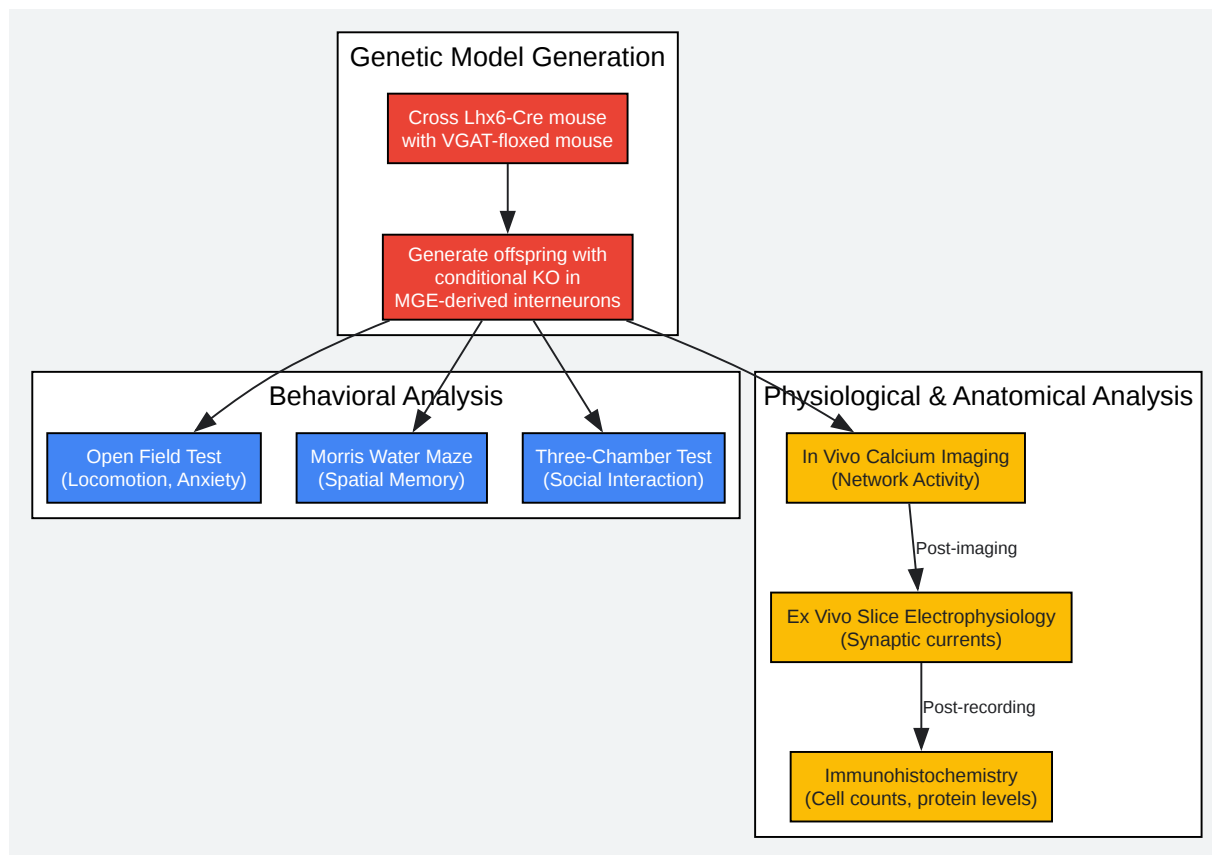 Genetic Model Generation
Cross Lhx6-Cre mouse
with VGAT-floxed mouse
Generate offspring with
conditional KO in
MGE-derived interneurons
Behavioral Analysis
Open Field Test
(Locomotion, Anxiety)
Morris Water Maze
(Spatial Memory)
Three-Chamber Test
(Social Interaction)
Physiological & Anatomical Analysis
In Vivo Calcium Imaging
(Network Activity)
Post-imaging
Ex Vivo Slice Electrophysiology
(Synaptic currents)
Post-recording
Immunohistochemistry
(Cell counts, protein levels)